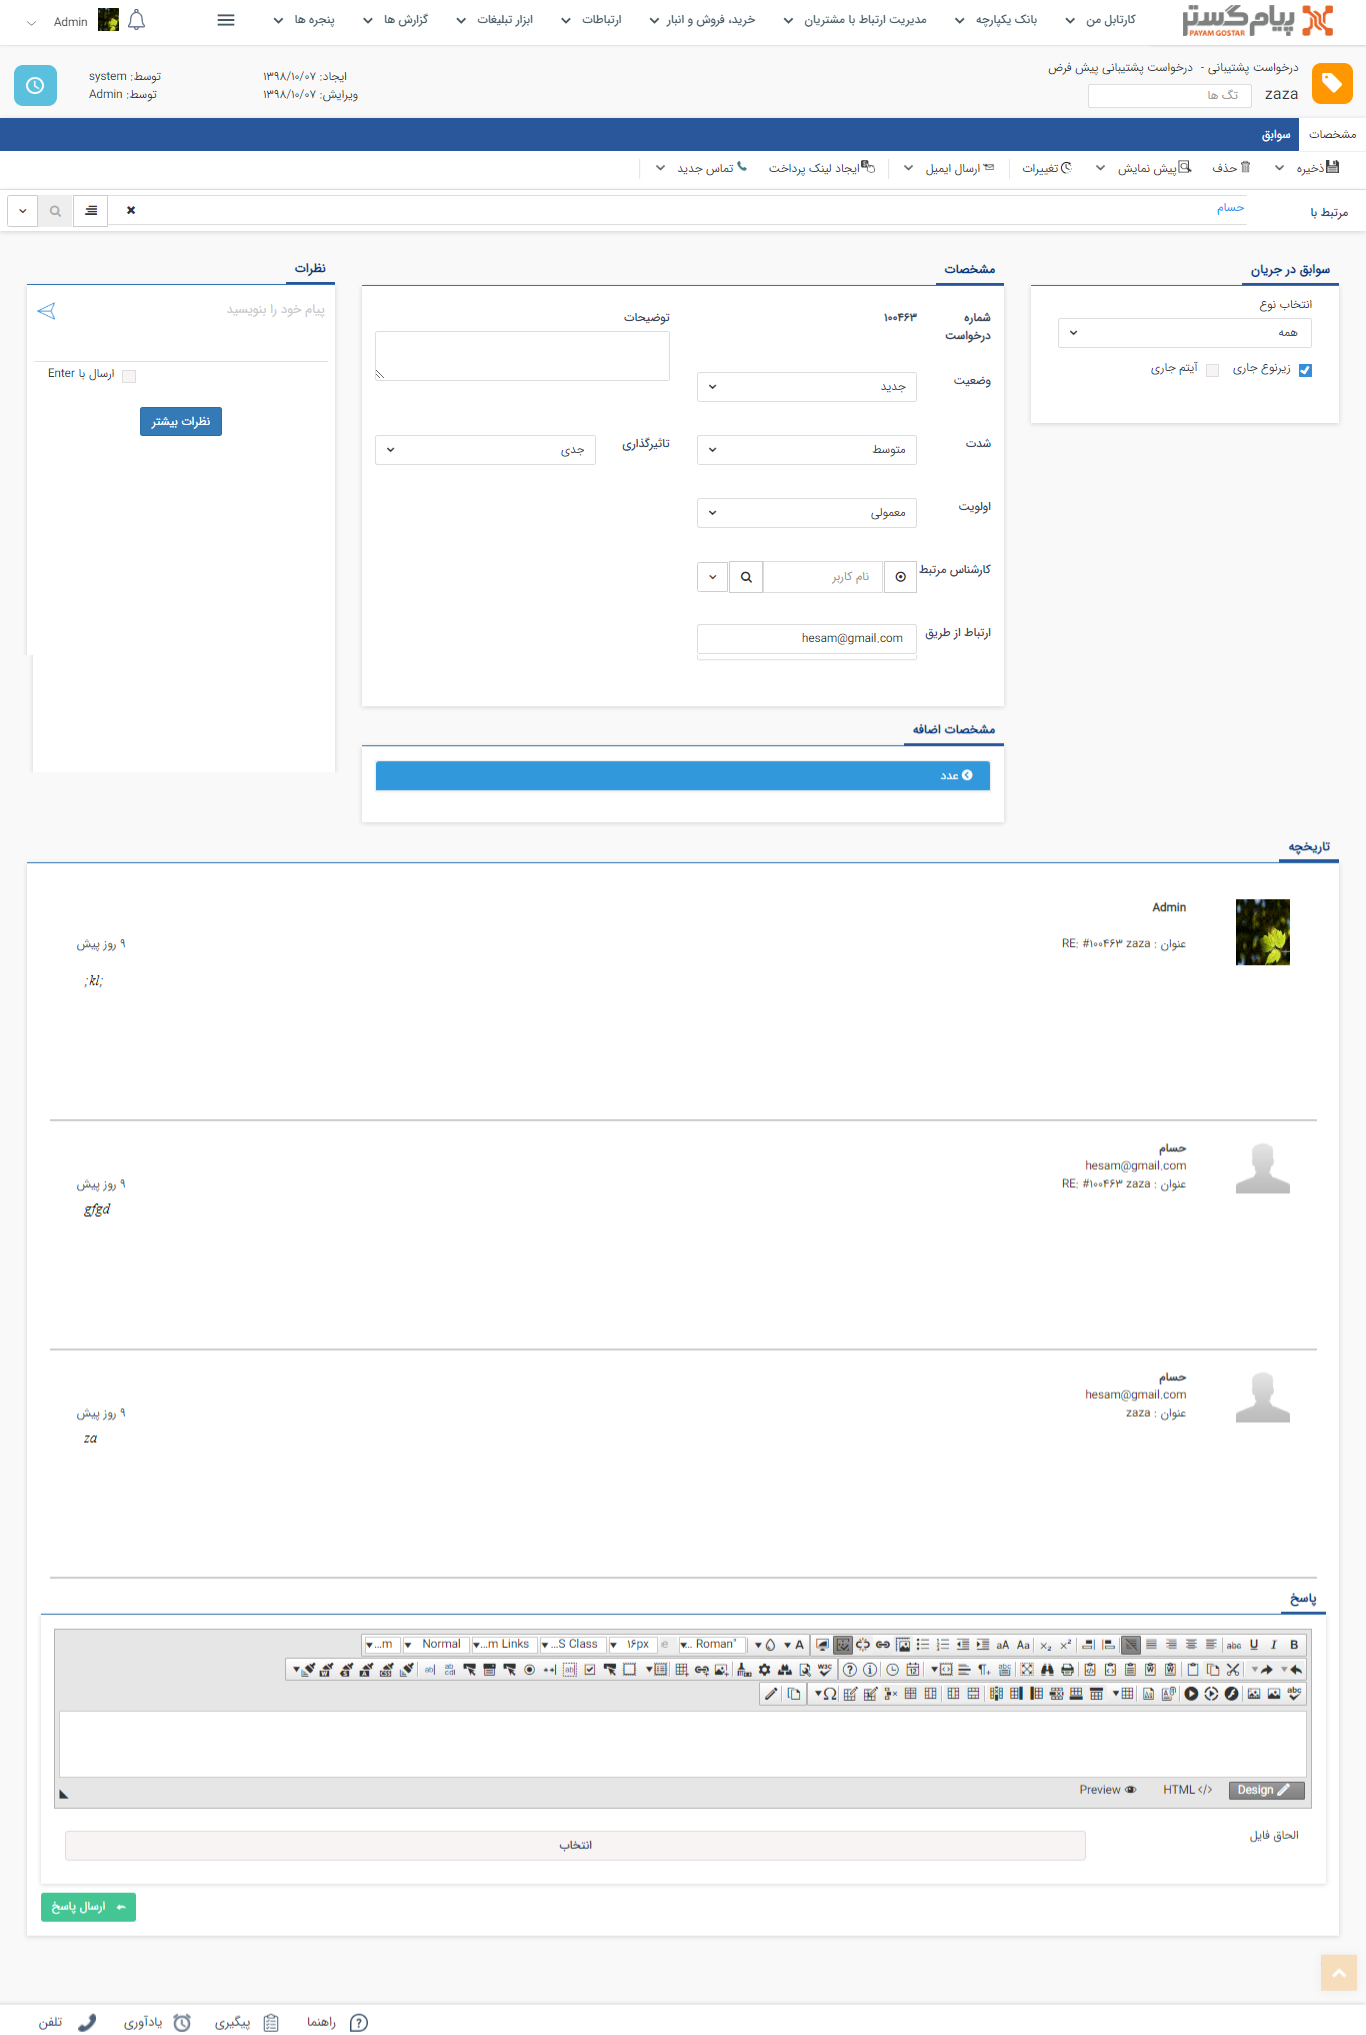 پیام گستر
PAYAM GOSTAR
کارتابل من
بانک یکپارچه
مدیریت ارتباط با مشتریان
خرید، فروش و انبار
ارتباطات
ابزار تبلیغات
گزارش ها
پنجره ها
Admin
درخواست پشتیبانی - درخواست پشتیبانی پیش فرض
zaza
تگ ها
ایجاد: ۱۳۹۸/۱۰/۰۷
توسط: system
ویرایش: ۱۳۹۸/۱۰/۰۷
توسط: Admin
مشخصات
سوابق
ذخیره
حذف
پیش نمایش
تغییرات
ارسال ایمیل
ایجاد لینک پرداخت
تماس جدید
مرتبط با
حسام
سوابق در جریان
انتخاب نوع
همه
زیرنوع جاری
آیتم جاری
مشخصات
شماره درخواست
۱۰۰۴۶۳
توضیحات
وضعیت
جدید
شدت
متوسط
تاثیرگذاری
جدی
اولویت
معمولی
کارشناس مرتبط
نام کاربر
ارتباط از طریق
hesam@gmail.com
مشخصات اضافه
عدد
نظرات
پیام خود را بنویسید
ارسال با Enter
نظرات بیشتر
تاریخچه
Admin
عنوان : RE: #۱۰۰۴۶۳ zaza
۹ روز پیش
;kl;
حسام
hesam@gmail.com
عنوان : RE: #۱۰۰۴۶۳ zaza
۹ روز پیش
gfgd
حسام
hesam@gmail.com
عنوان : zaza
۹ روز پیش
za
پاسخ
Roman" ...
۱۶px
S Class...
m Links...
Normal
m...
Design
HTML
Preview
الحاق فایل
انتخاب
ارسال پاسخ
راهنما
پیگیری
یادآوری
تلفن